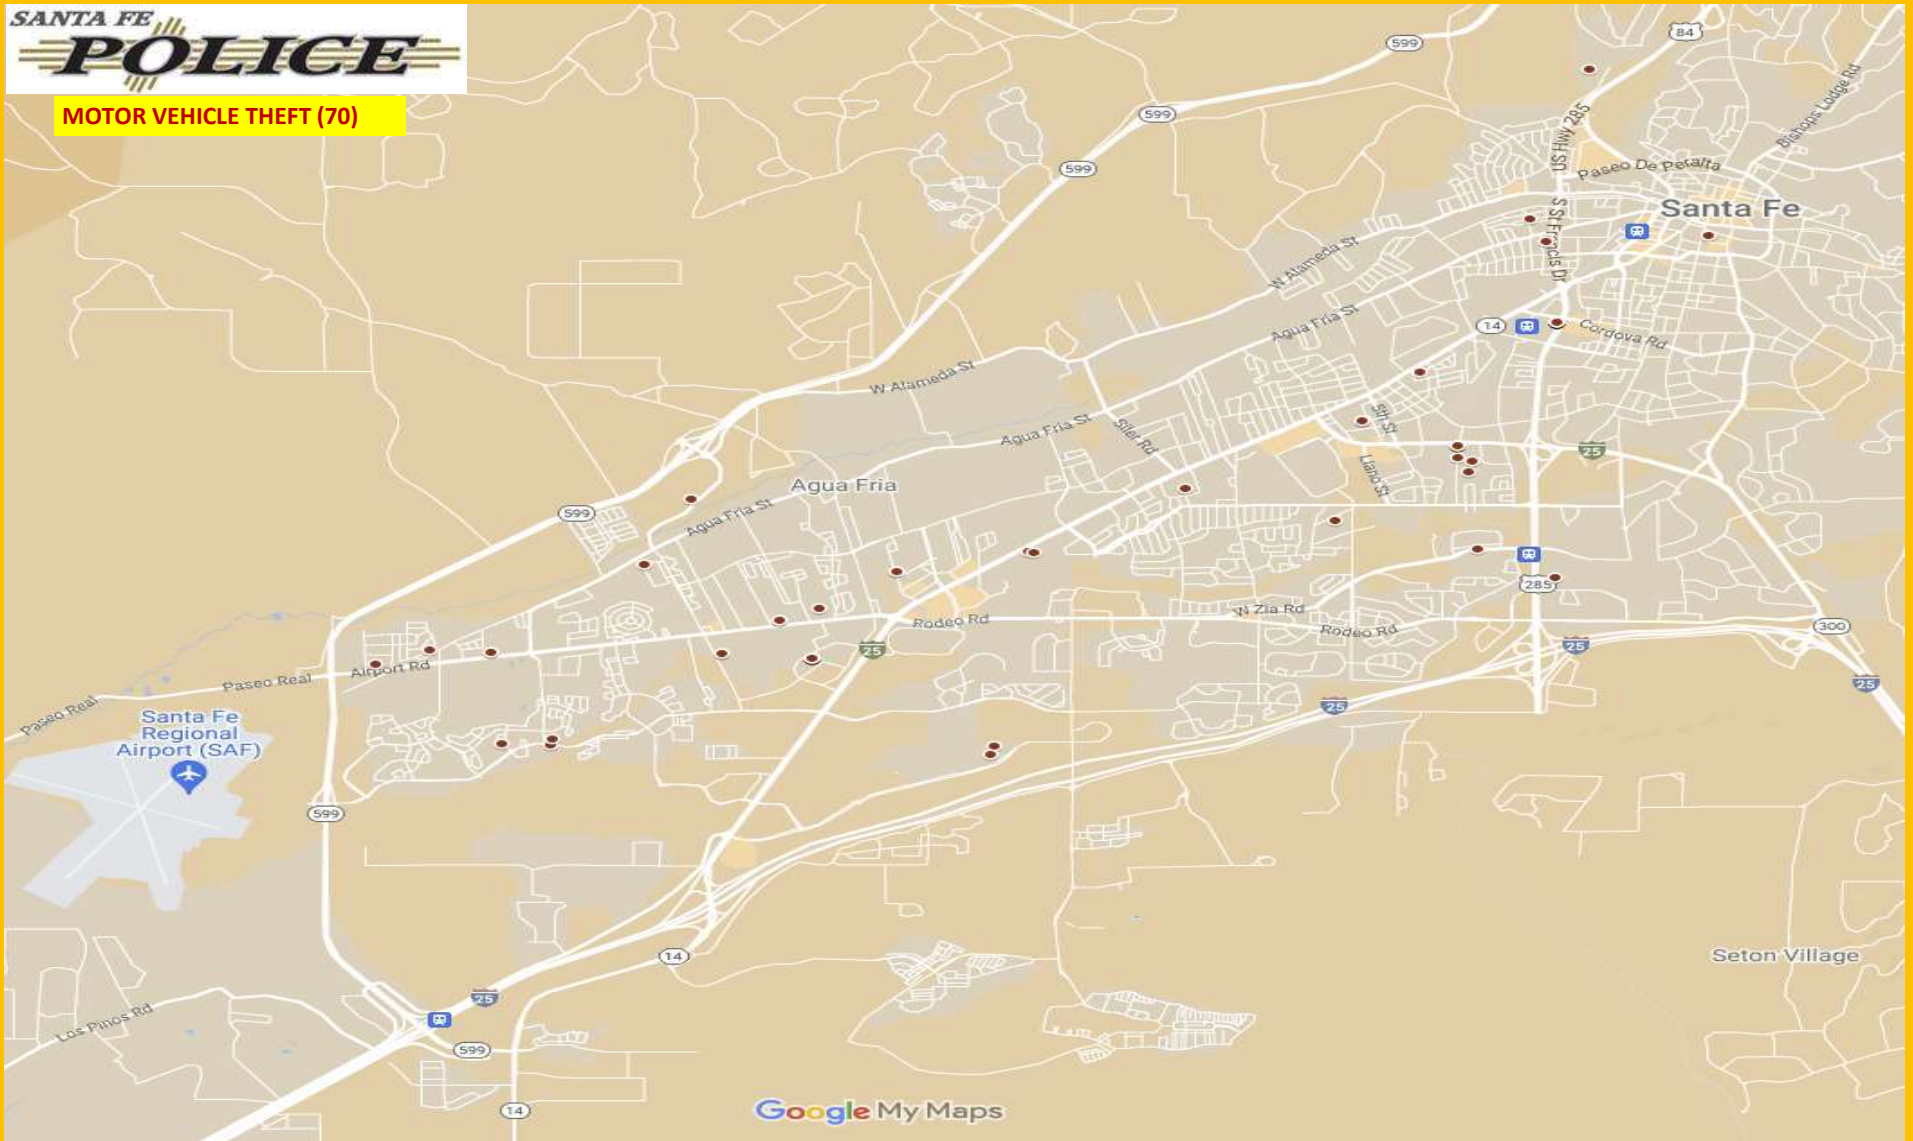 SANTA FE
POLICE
MOTOR VEHICLE THEFT (70)
84
599
599
599
US Hwy 285
Bishops Lodge Rd
Paseo De Peralta
Santa Fe
S St Francis Dr
W Alameda St
Agua Fria St
14
Cordova Rd
W Alameda St
5th St
Agua Fria St
Siler Rd
25
Llano St
Agua Fria
Agua Fria St
599
285
W Zia Rd
Rodeo Rd
Rodeo Rd
300
25
25
Airport Rd
Paseo Real
Paseo Real
25
25
Santa Fe
Regional
Airport (SAF)
599
14
Seton Village
25
Los Pinos Rd
599
14
Google My Maps